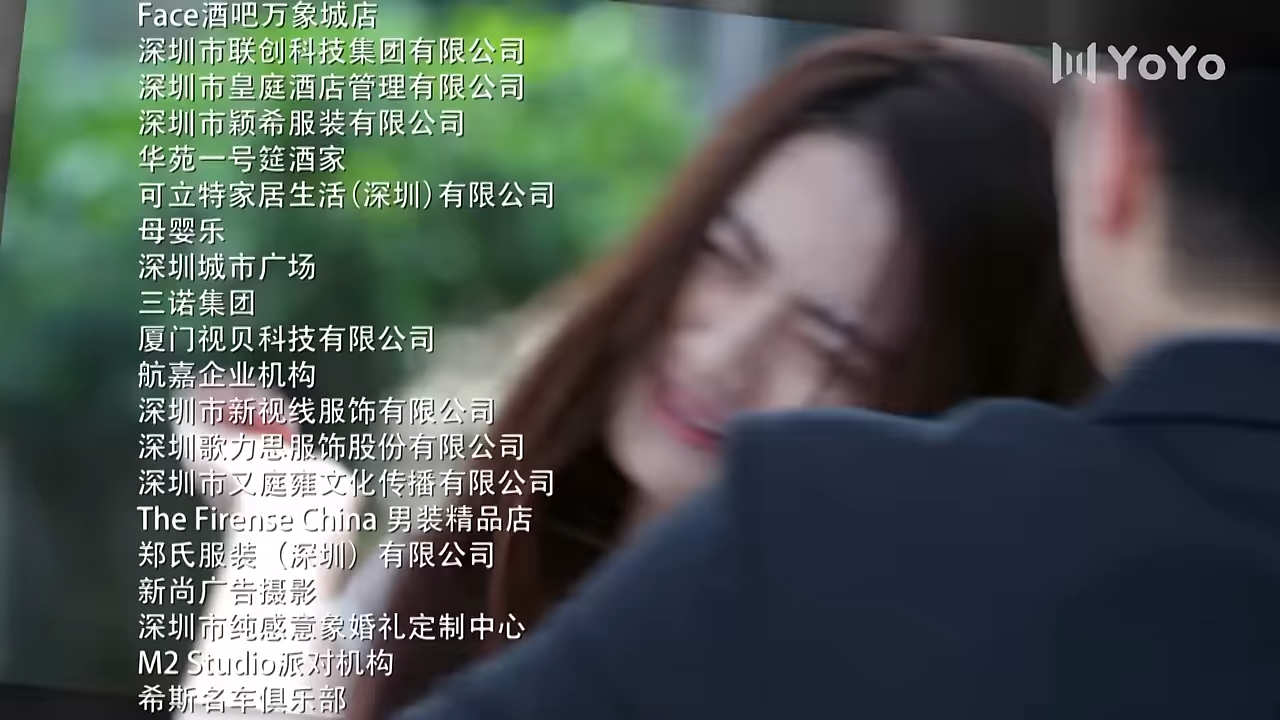 Face酒吧万象城店
深圳市联创科技集团有限公司
深圳市皇庭酒店管理有限公司
深圳市颖希服装有限公司
华苑一号筵酒家
可立特家居生活(深圳)有限公司
母婴乐
深圳城市广场
三诺集团
厦门视贝科技有限公司
航嘉企业机构
深圳市新视线服饰有限公司
深圳歌力思服饰股份有限公司
深圳市又庭雍文化传播有限公司
The Firense China 男装精品店
郑氏服装（深圳）有限公司
新尚广告摄影
深圳市纯感意象婚礼定制中心
M2 Studio派对机构
希斯名车俱乐部
YoYo